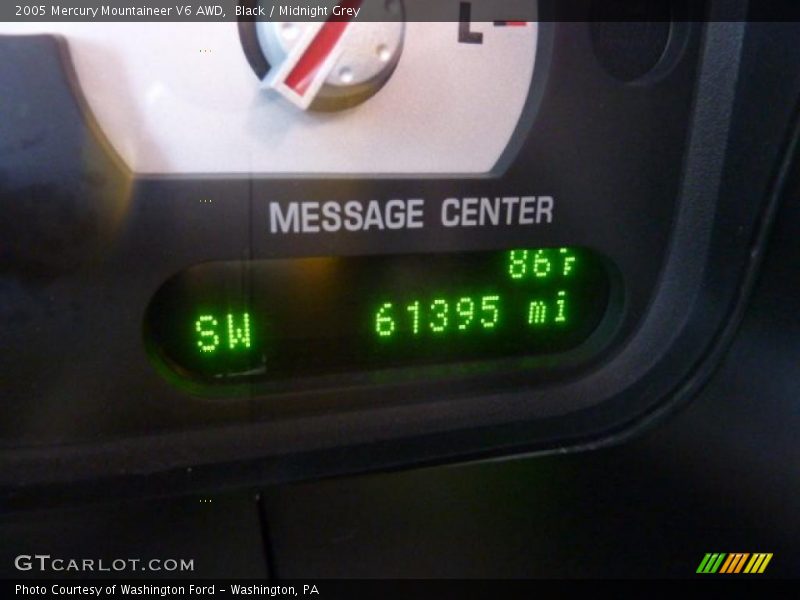 2005 Mercury Mountaineer V6 AWD, Black / Midnight Grey
L
MESSAGE CENTER
86°F
SW 61395 mi
GTCARLOT.COM
Photo Courtesy of Washington Ford - Washington, PA